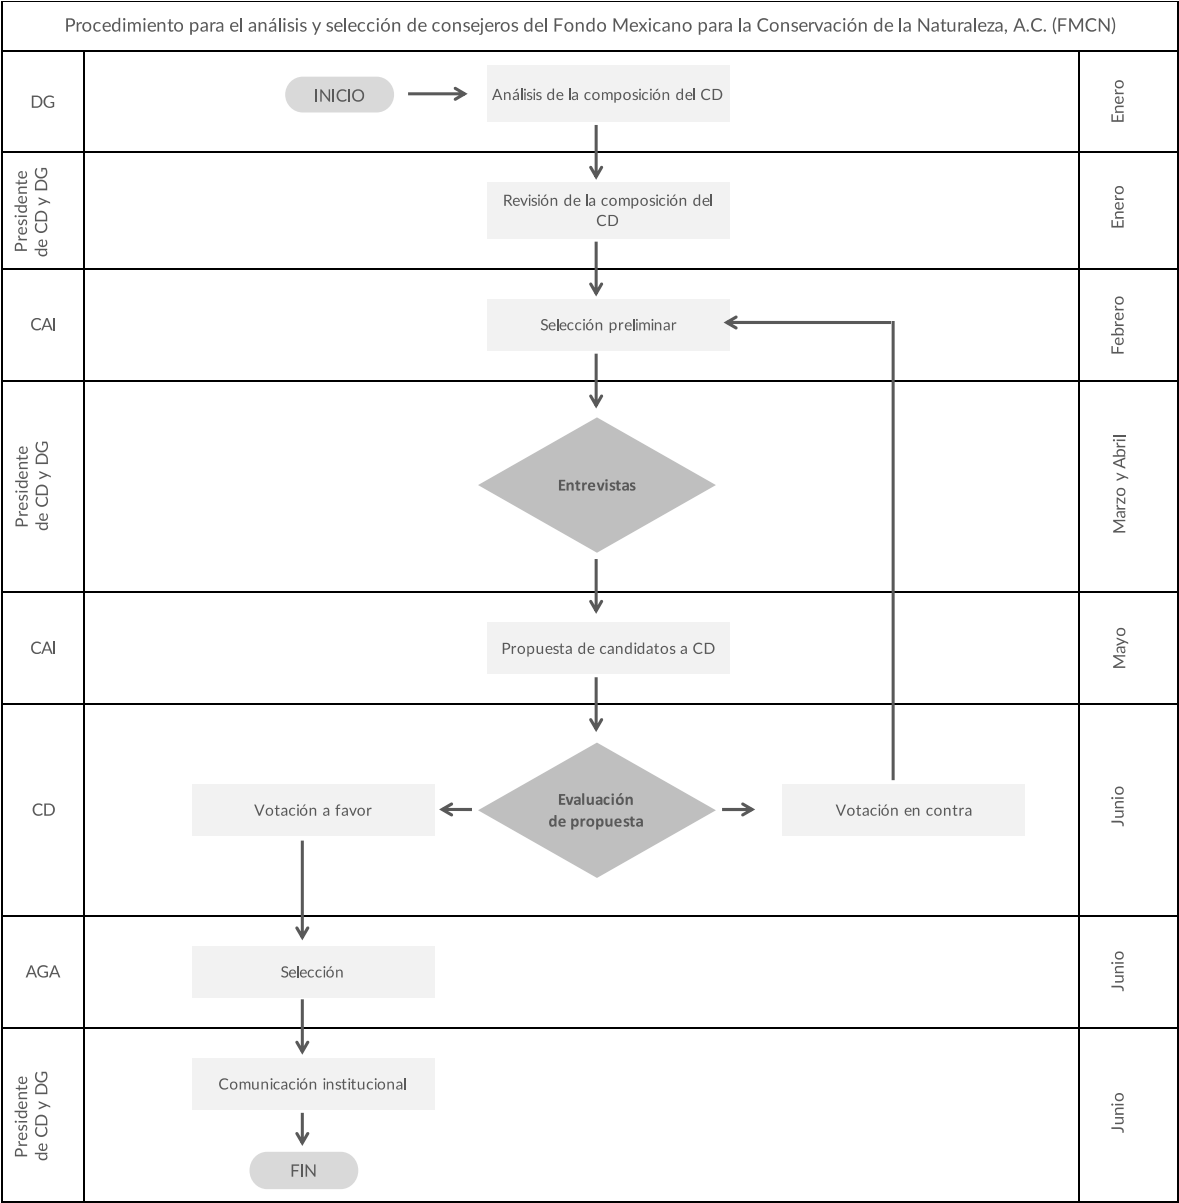 Procedimiento para el análisis y selección de consejeros del Fondo Mexicano para la Conservación de la Naturaleza, A.C. (FMCN)
DG
INICIO
Análisis de la composición del CD
Enero
Presidente
de CD y DG
Revisión de la composición del
CD
Enero
CAI
Selección preliminar
Febrero
Presidente
de CD y DG
Entrevistas
Marzo y Abril
CAI
Propuesta de candidatos a CD
Mayo
CD
Votación a favor
Evaluación
de propuesta
Votación en contra
Junio
AGA
Selección
Junio
Presidente
de CD y DG
Comunicación institucional
Junio
FIN